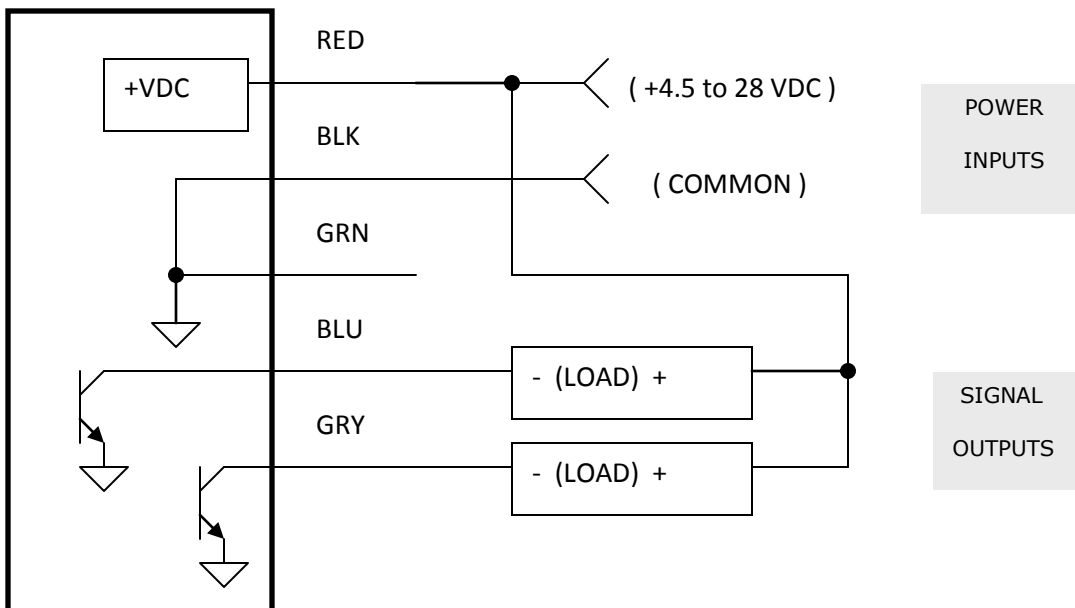 RED
+VDC
( +4.5 to 28 VDC )
POWER
INPUTS
BLK
( COMMON )
GRN
BLU
- (LOAD) +
SIGNAL
OUTPUTS
GRY
- (LOAD) +